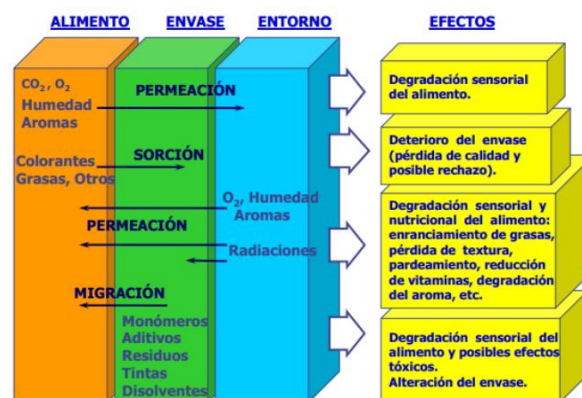 ALIMENTO ENVASE ENTORNO EFECTOS
CO₂, O₂
Humedad
Aromas
PERMEACIÓN
Colorantes
Grasas, Otros
SORCIÓN
O₂, Humedad
Aromas
PERMEACIÓN
Radiaciones
MIGRACIÓN
Monómeros
Aditivos
Residuos
Tintas
Disolventes
Degradación sensorial
del alimento.
Deterioro del envase
(pérdida de calidad y
posible rechazo).
Degradación sensorial y
nutricional del alimento:
enranciamiento de grasas,
pérdida de textura,
pardeamiento, reducción
de vitaminas, degradación
del aroma, etc.
Degradación sensorial del
alimento y posibles efectos
tóxicos.
Alteración del envase.